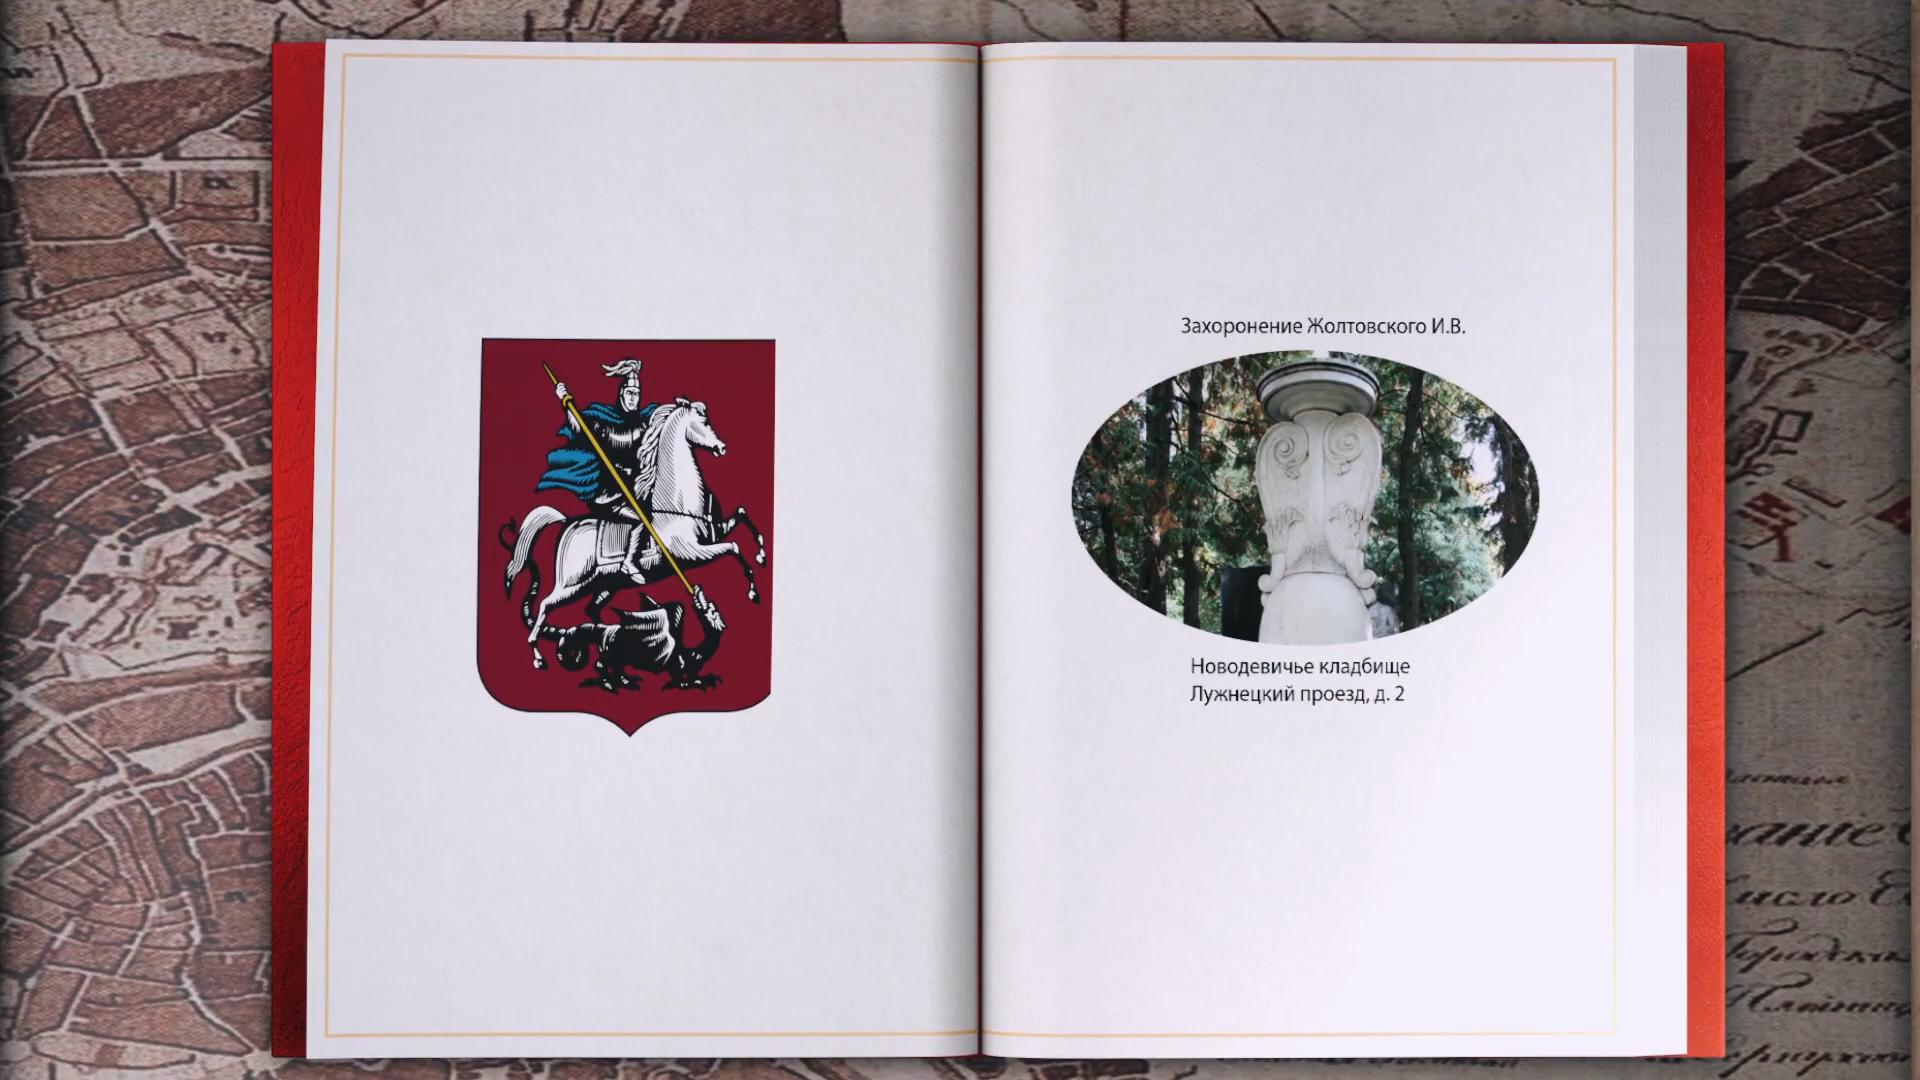 Захоронение Жолтовского И.В.
Новодевичье кладбище
Лужнецкий проезд, д. 2